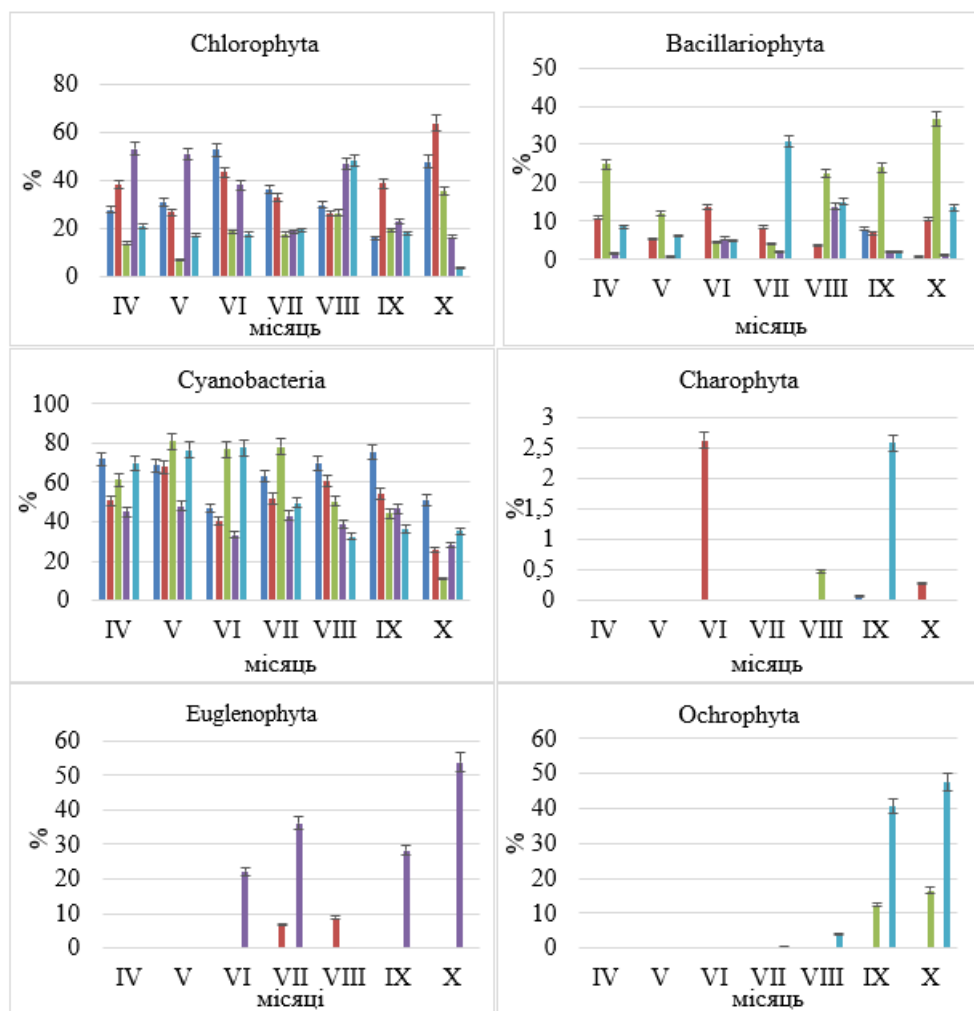 Chlorophyta
80
60
40
20
0
%
IV V VI VII VIII IX X
місяць
Bacillariophyta
50
40
30
20
10
0
%
IV V VI VII VIII IX X
місяць
Cyanobacteria
100
80
60
40
20
0
%
IV V VI VII VIII IX X
місяць
Charophyta
3
2,5
2
1,5
1
0,5
0
%
IV V VI VII VIII IX X
місяць
Euglenophyta
60
50
40
30
20
10
0
%
IV V VI VII VIII IX X
місяці
Ochrophyta
60
50
40
30
20
10
0
%
IV V VI VII VIII IX X
місяць